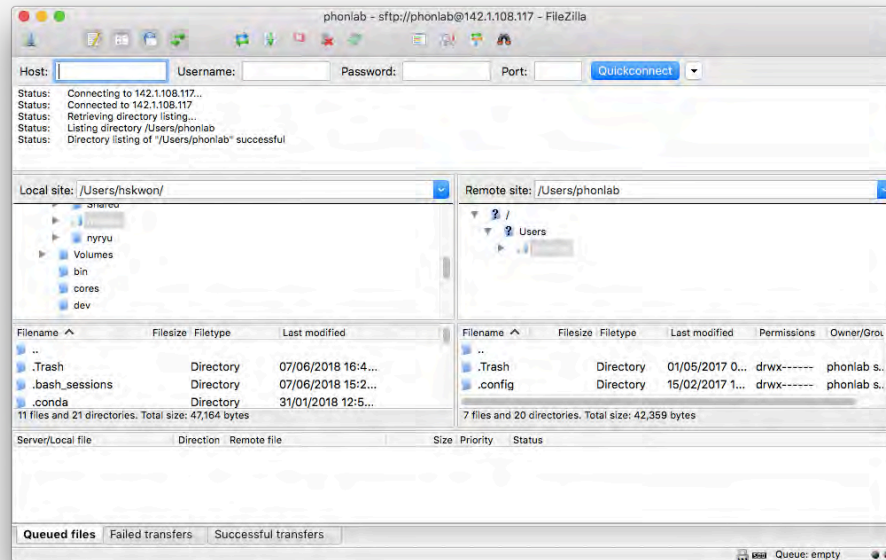 phonlab - sftp://phonlab@142.1.108.117 - FileZilla
Host: Username: Password: Port: Quickconnect
Status: Connecting to 142.1.108.117...
Status: Connected to 142.1.108.117
Status: Retrieving directory listing...
Status: Listing directory /Users/phonlab
Status: Directory listing of "/Users/phonlab" successful
Local site: /Users/hskwon/ Remote site: /Users/phonlab
Shared
/
nyryu
Users
Volumes
bin
cores
dev
Filename Filesize Filetype Last modified
..
.Trash Directory 07/06/2018 16:4...
.bash_sessions Directory 07/06/2018 15:2...
.conda Directory 31/01/2018 12:5...
11 files and 21 directories. Total size: 47,164 bytes
Filename Filesize Filetype Last modified Permissions Owner/Grou
..
.Trash Directory 01/05/2017 0... drwx------ phonlab s..
.config Directory 15/02/2017 1... drwx------ phonlab s..
7 files and 20 directories. Total size: 42,359 bytes
Server/Local file Direction Remote file Size Priority Status
Queued files Failed transfers Successful transfers
Queue: empty